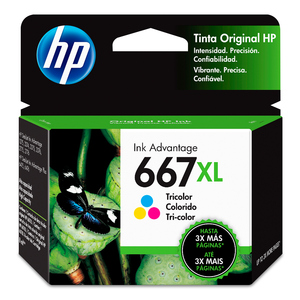 hp
Tinta Original HP
Intensidad. Precisión.
Confiabilidad.
Vibrante. Preciso.
Confiável.
Original HP Ink
Ink Advantage
667XL
Tricolor
Colorido
Tri-color
HASTA
3X MÁS
PÁGINAS*
ATÉ
3X MAIS
PÁGINAS*